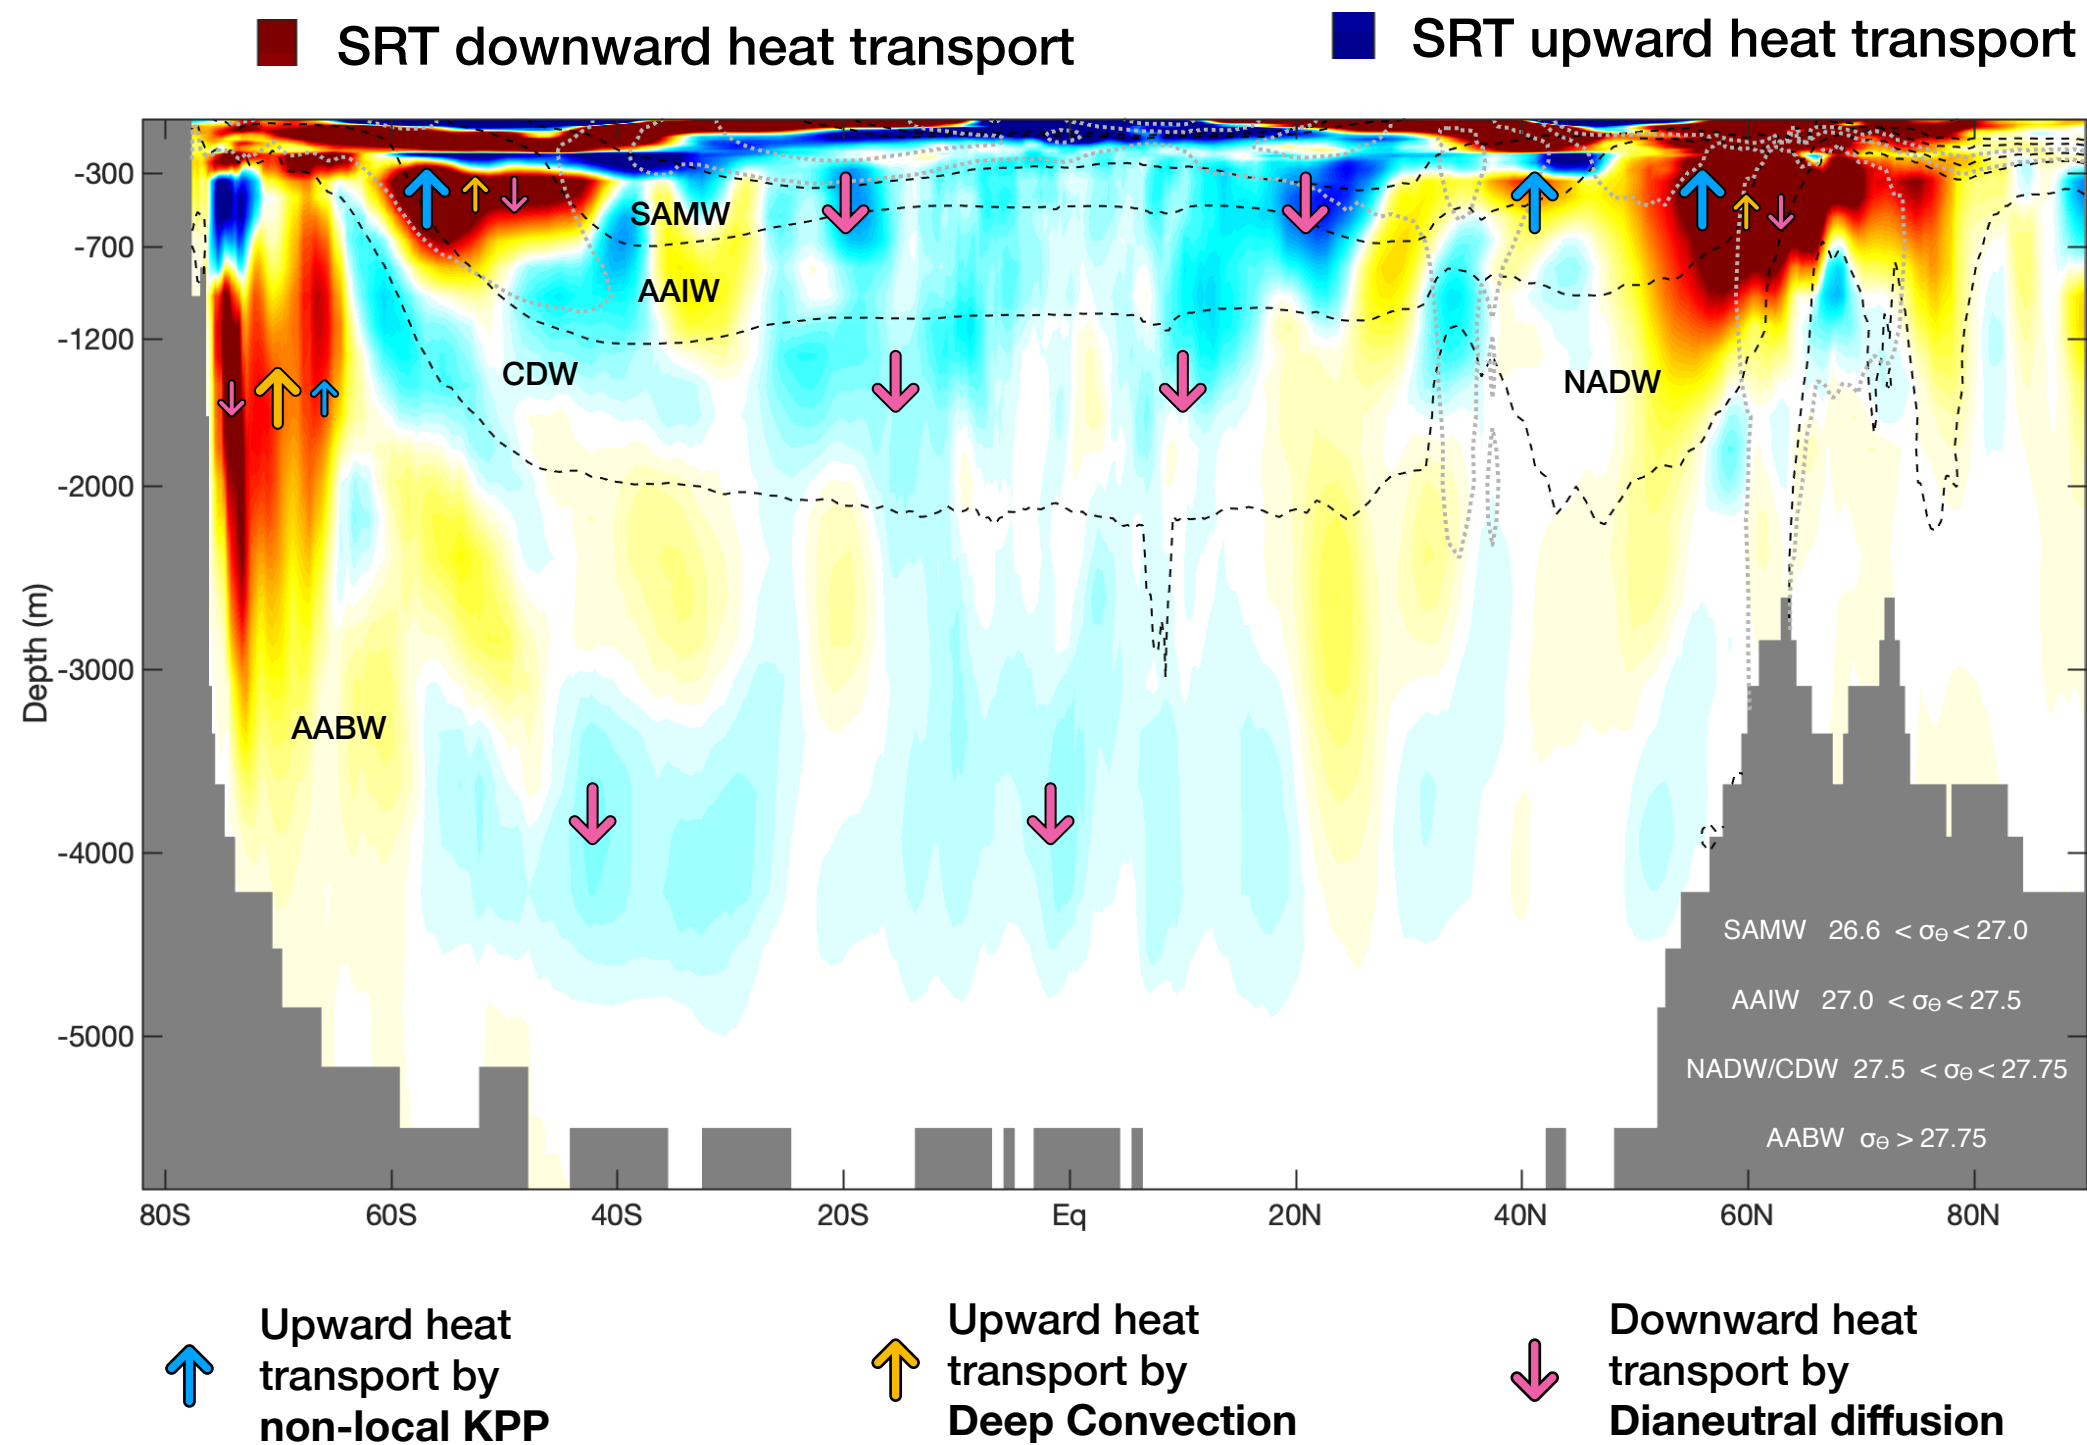 SRT downward heat transport
SRT upward heat transport
-300
-700
-1200
-2000
-3000
-4000
-5000
Depth (m)
SAMW
AAIW
CDW
NADW
AABW
SAMW 26.6 < σΘ < 27.0
AAIW 27.0 < σΘ < 27.5
NADW/CDW 27.5 < σΘ < 27.75
AABW σΘ > 27.75
80S 60S 40S 20S Eq 20N 40N 60N 80N
Upward heat
transport by
non-local KPP
Upward heat
transport by
Deep Convection
Downward heat
transport by
Dianeutral diffusion